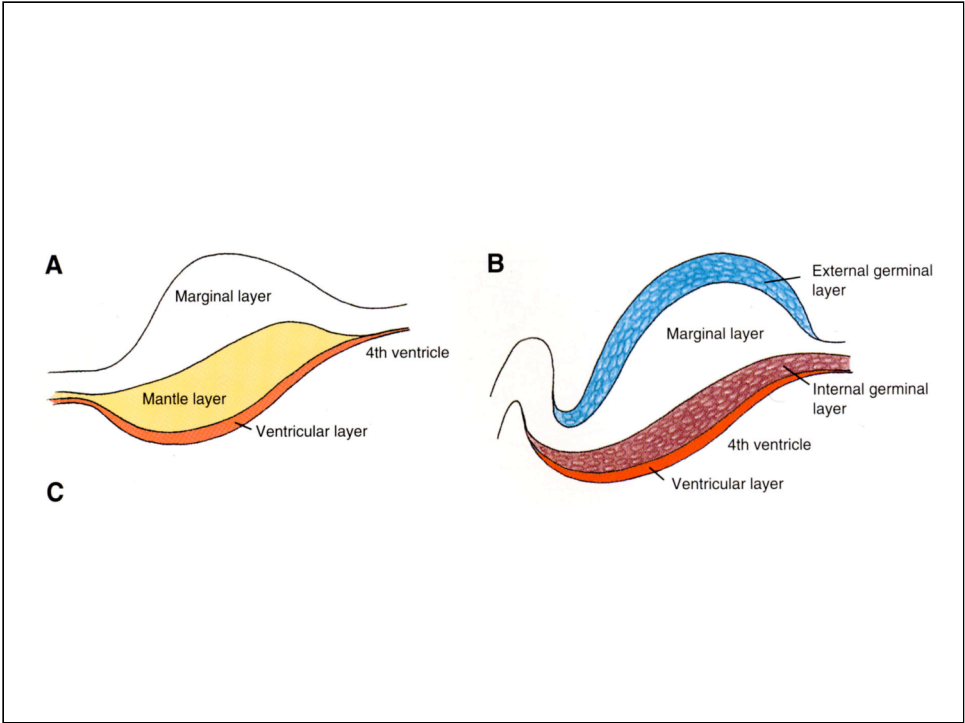 A
Marginal layer
4th ventricle
Mantle layer
Ventricular layer
B
External germinal
layer
Marginal layer
Internal germinal
layer
4th ventricle
Ventricular layer
C